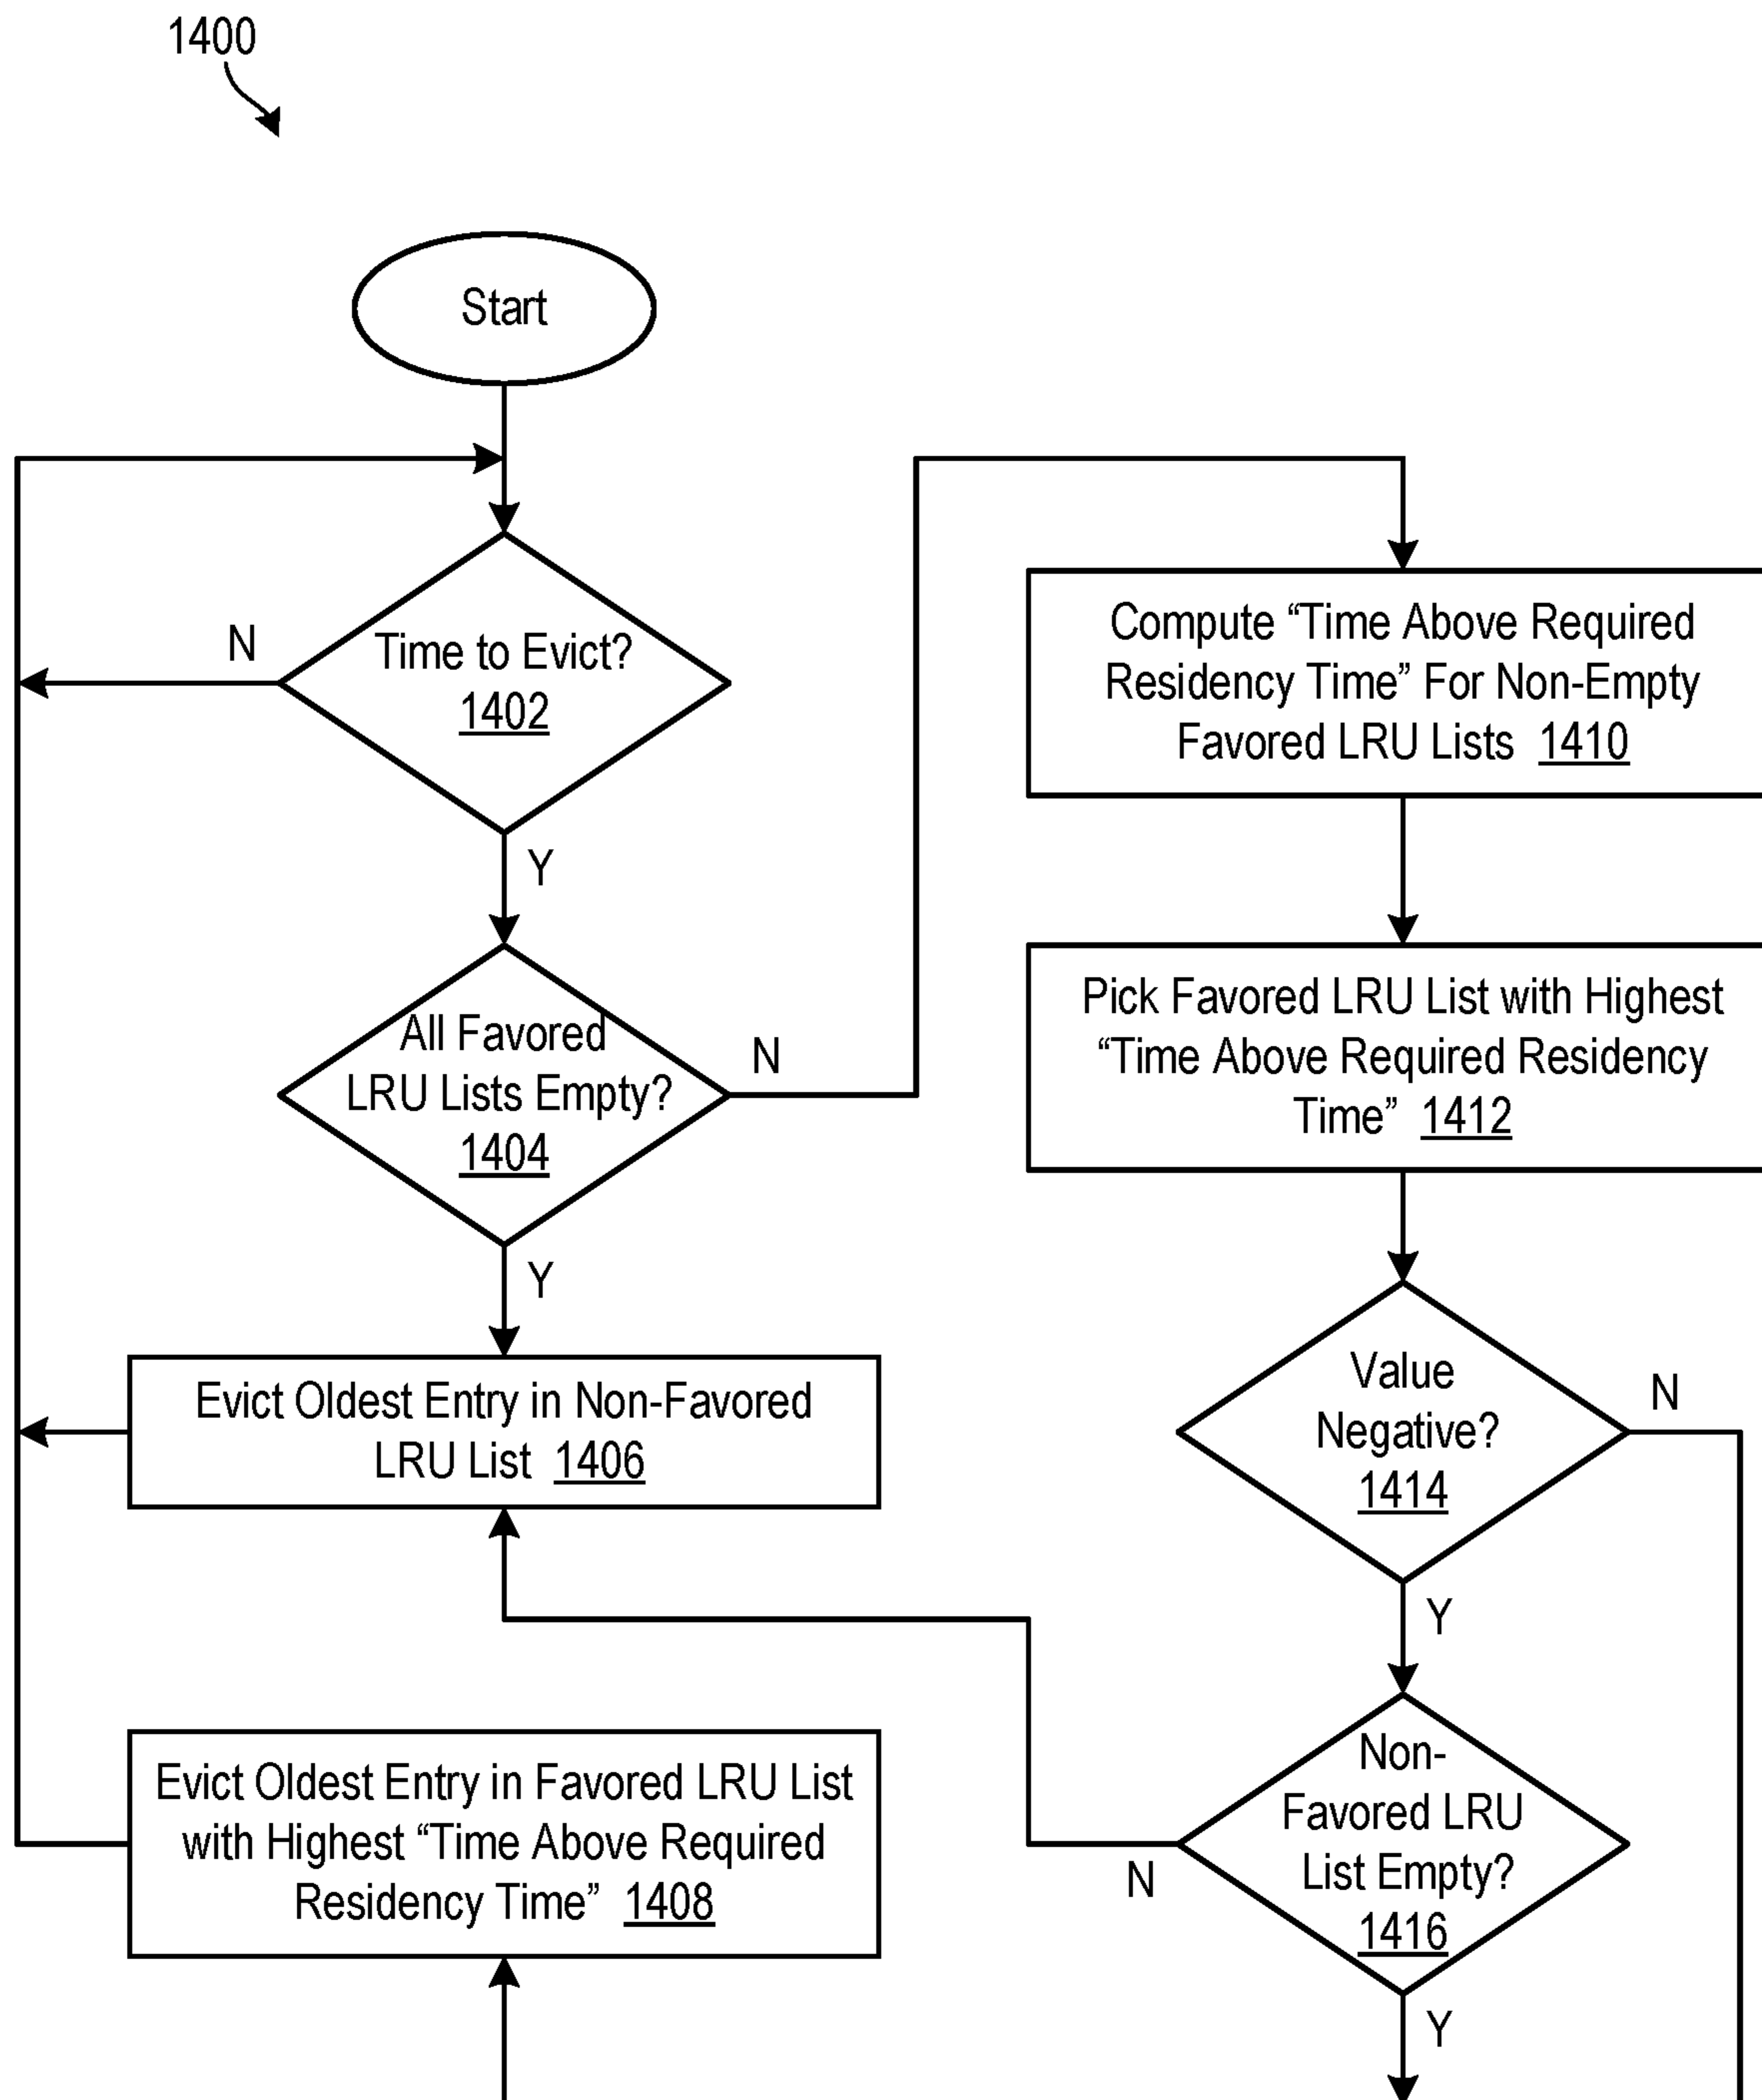 1400
Start
Time to Evict?
1402
N
Y
All Favored
LRU Lists Empty?
1404
N
Y
Evict Oldest Entry in Non-Favored
LRU List 1406
Evict Oldest Entry in Favored LRU List
with Highest “Time Above Required
Residency Time” 1408
Compute “Time Above Required
Residency Time” For Non-Empty
Favored LRU Lists 1410
Pick Favored LRU List with Highest
“Time Above Required Residency
Time” 1412
Value
Negative?
1414
N
Y
Non-
Favored LRU
List Empty?
1416
N
Y